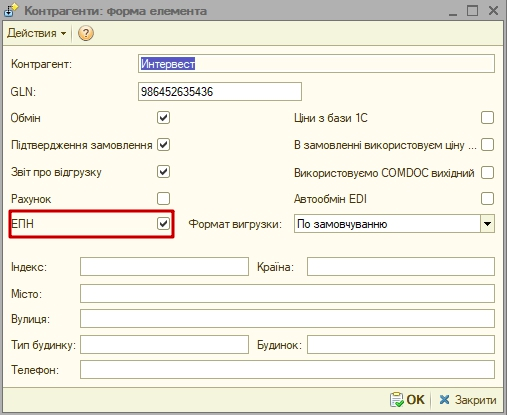 Контрагенти: форма елемента
Действия
Контрагент: Интервест
GLN: 986452635436
Обмін Ціни з бази 1С
Підтвердження замовлення В замовленні використовуєм ціну ...
Звіт про відгрузку Використовуємо COMDOC вихідний
Рахунок Автообмін EDI
ЕПН Формат вигрузки: По замовчуванню
Індекс: Країна:
Місто:
Вулиця:
Тип будинку: Будинок:
Телефон:
OK Закрити